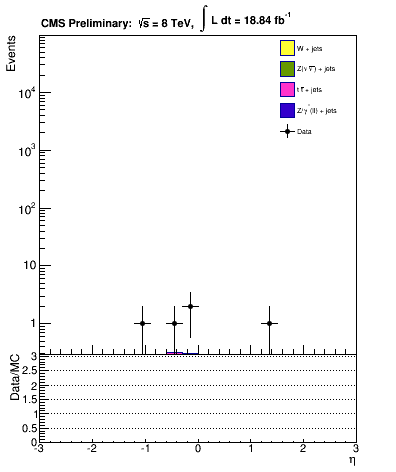 CMS Preliminary: √s = 8 TeV, ∫ L dt = 18.84 fb⁻¹
Events
W + jets
Z(ν ν̅) + jets
t t̅ + jets
Z/γ*(ll) + jets
Data
10⁴
10³
10²
10
1
Data/MC
3
2.5
2
1.5
1
0.5
0
-3 -2 -1 0 1 2 3
η